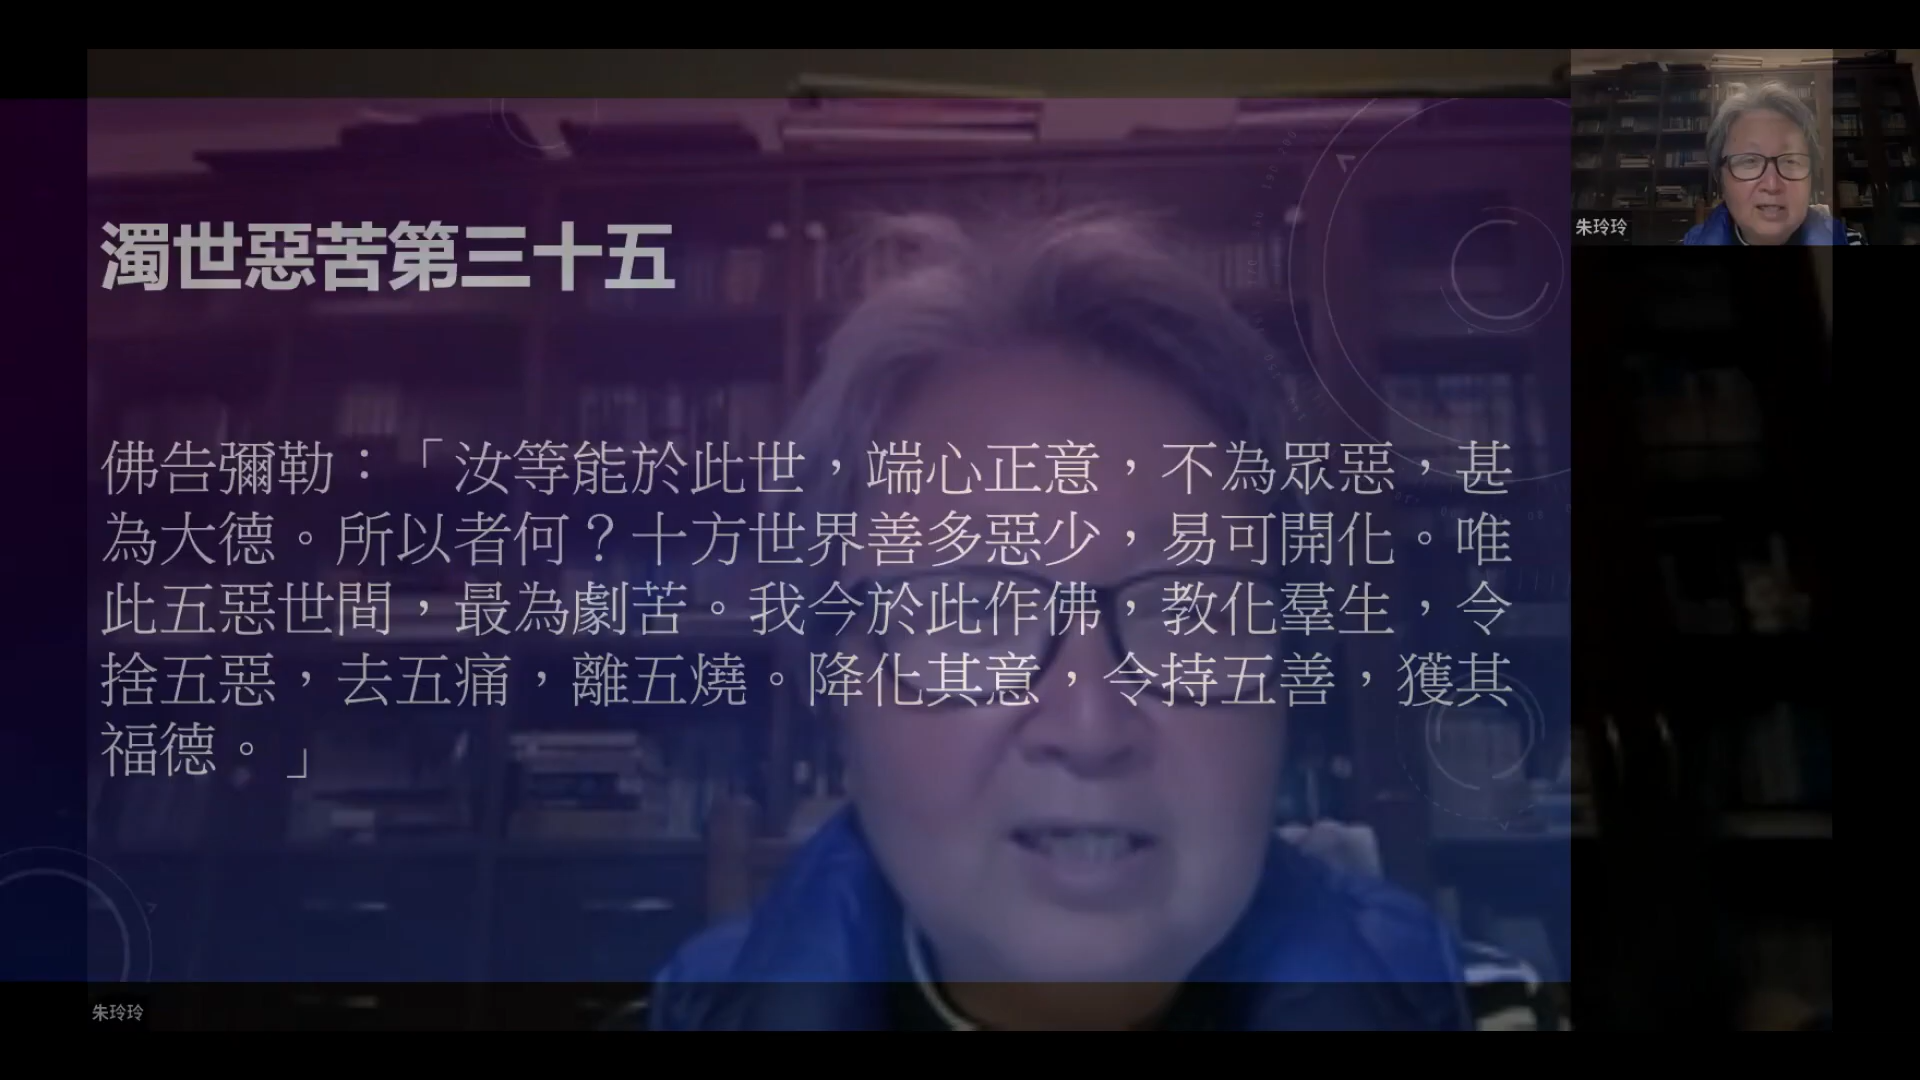 濁世惡苦第三十五
佛告彌勒：「汝等能於此世，端心正意，不為眾惡，甚
為大德。所以者何？十方世界善多惡少，易可開化。唯
此五惡世間，最為劇苦。我今於此作佛，教化羣生，令
捨五惡，去五痛，離五燒。降化其意，令持五善，獲其
福德。」
朱玲玲
朱玲玲